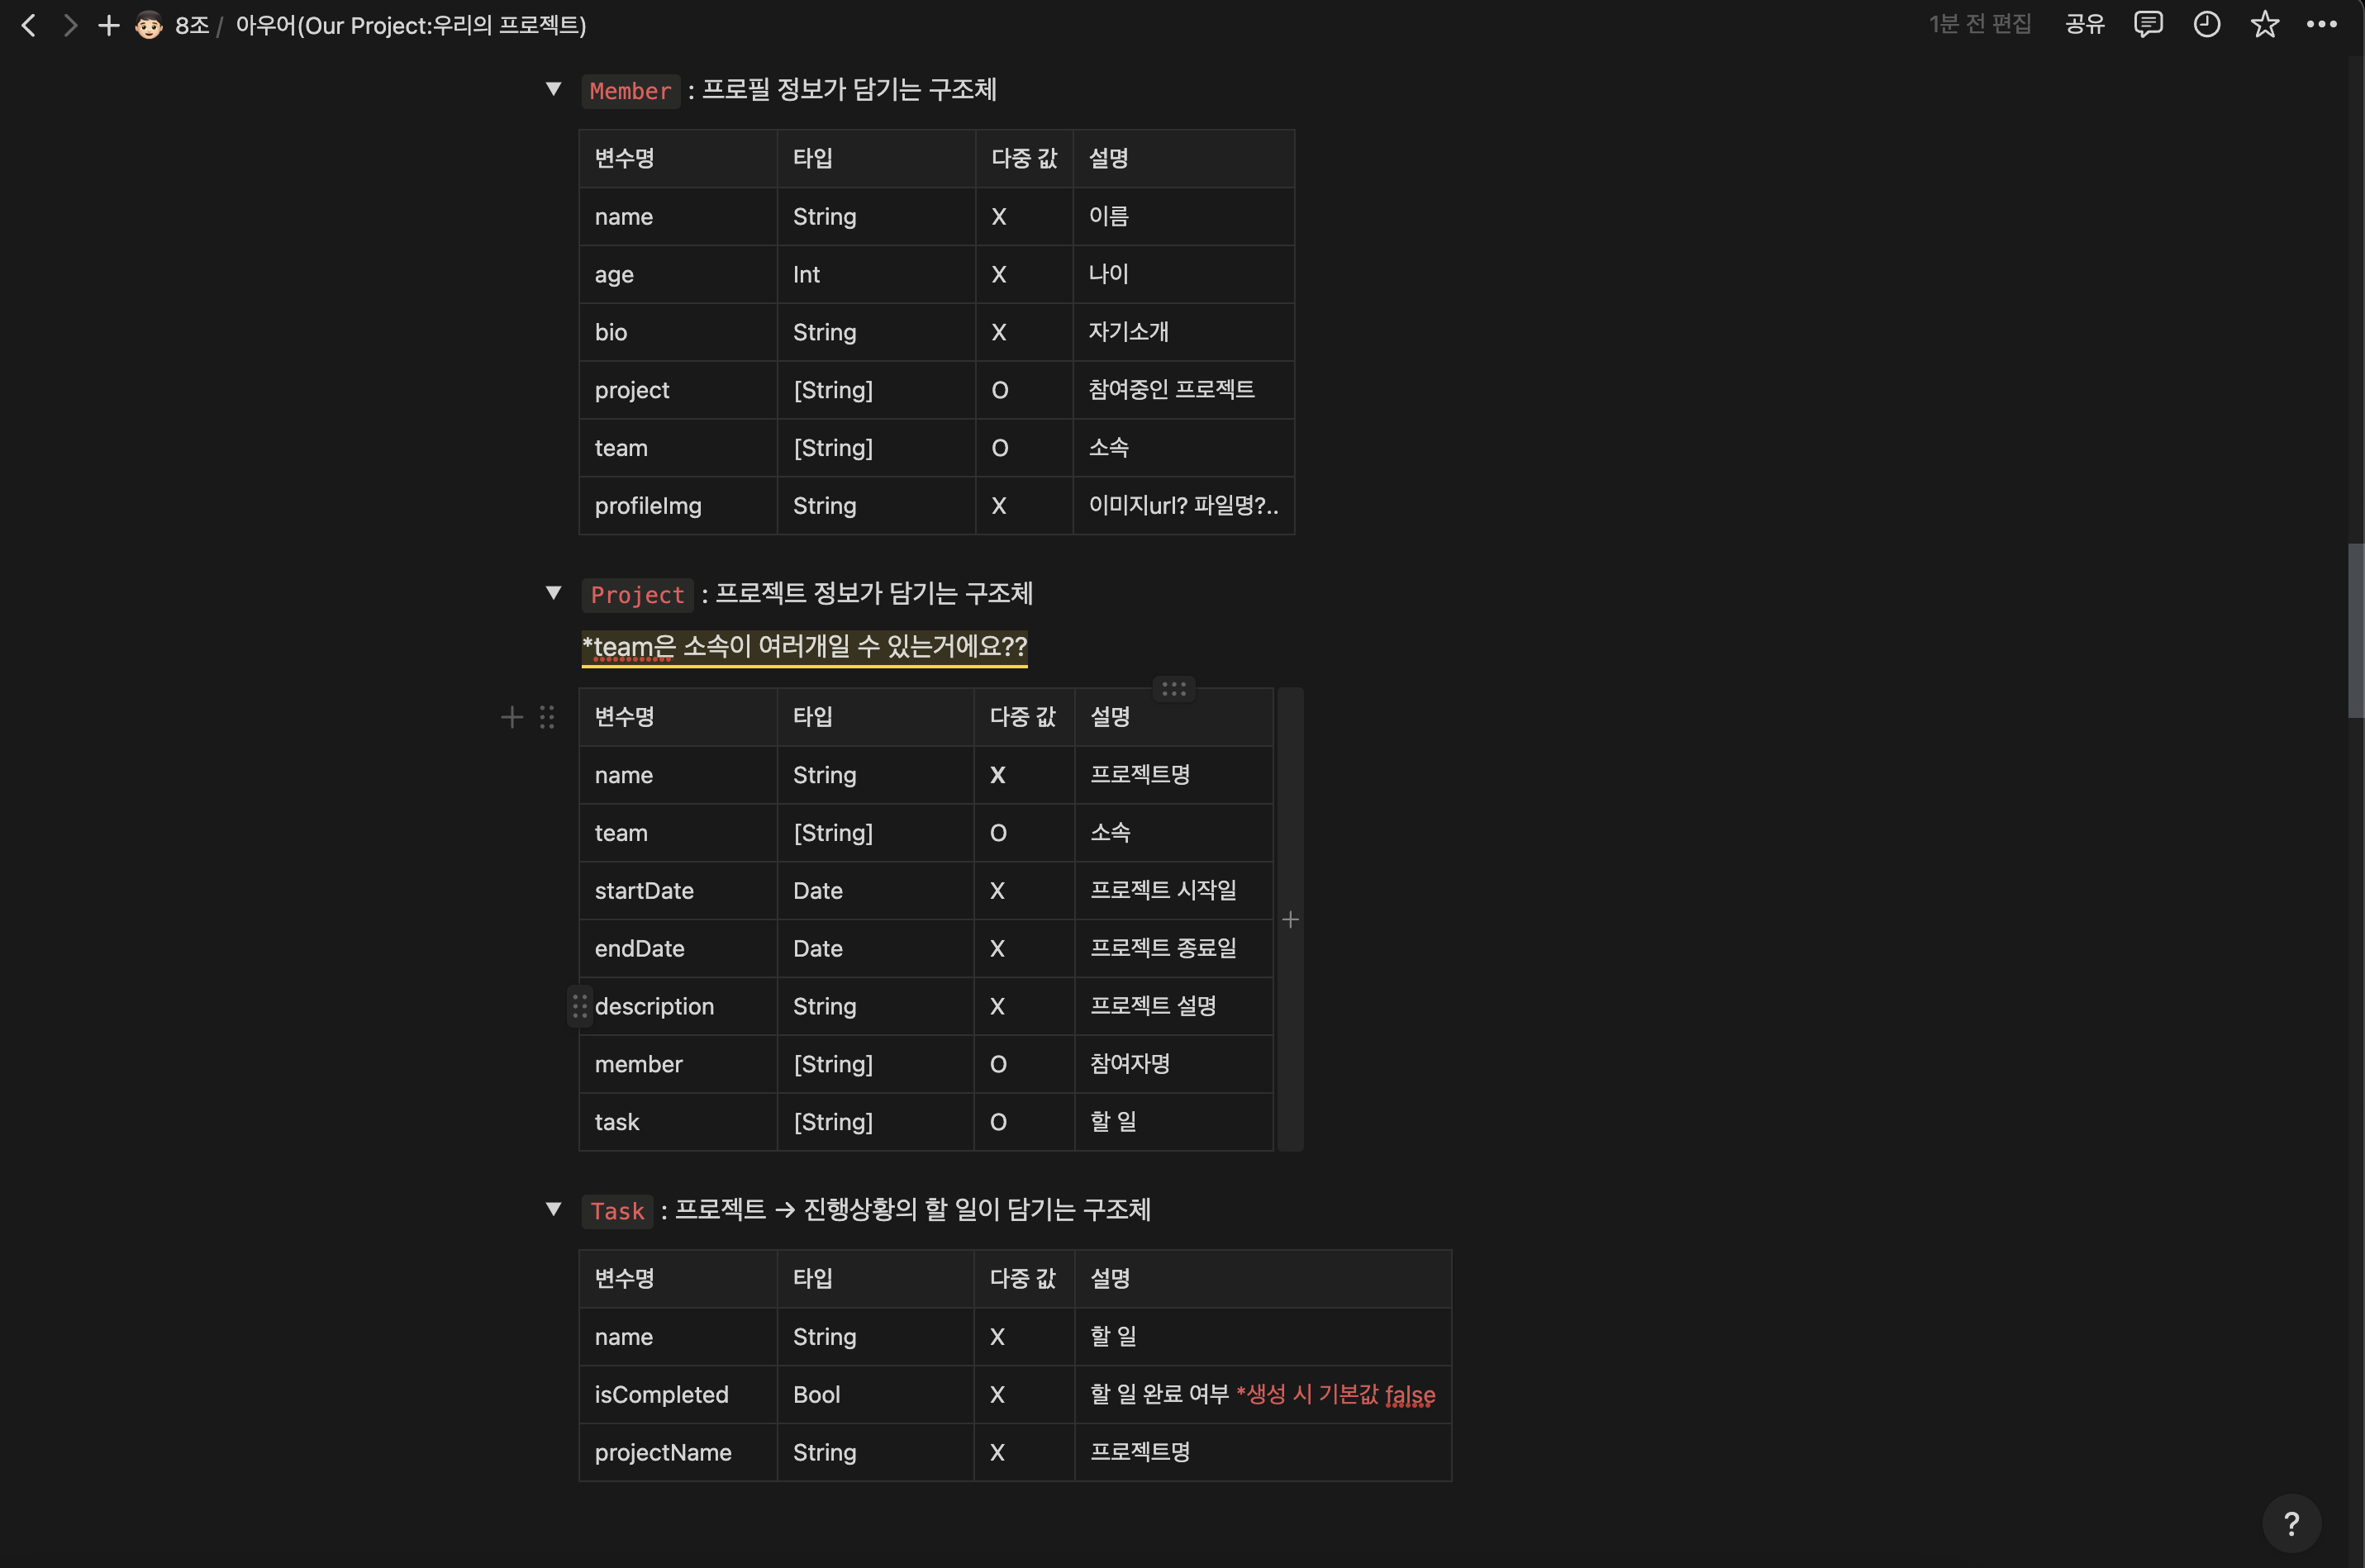 8조 / 아우어(Our Project:우리의 프로젝트)
1분 전 편집 공유
Member : 프로필 정보가 담기는 구조체
변수명 타입 다중 값 설명
name String X 이름
age Int X 나이
bio String X 자기소개
project [String] O 참여중인 프로젝트
team [String] O 소속
profileImg String X 이미지url? 파일명?..
Project : 프로젝트 정보가 담기는 구조체
*team은 소속이 여러개일 수 있는거에요??
변수명 타입 다중 값 설명
name String X 프로젝트명
team [String] O 소속
startDate Date X 프로젝트 시작일
endDate Date X 프로젝트 종료일
description String X 프로젝트 설명
member [String] O 참여자명
task [String] O 할 일
Task : 프로젝트 → 진행상황의 할 일이 담기는 구조체
변수명 타입 다중 값 설명
name String X 할 일
isCompleted Bool X 할 일 완료 여부 *생성 시 기본값 false
projectName String X 프로젝트명
?